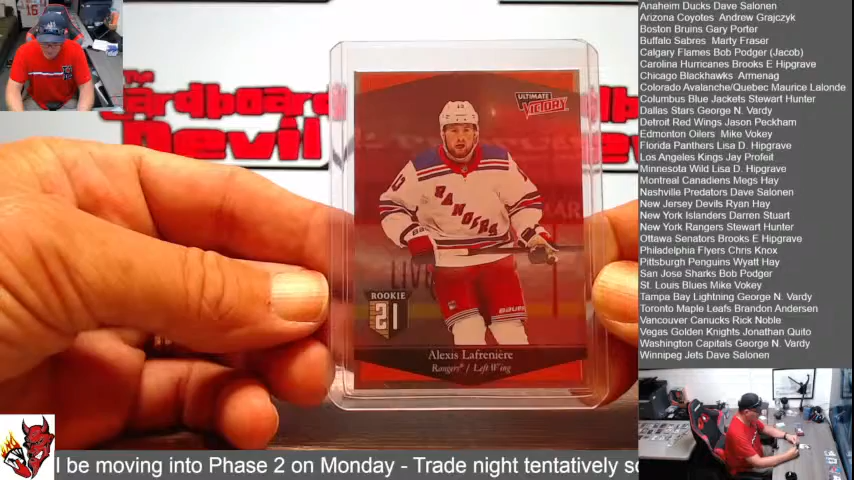 The
Cardboard
Devil
ULTIMATE
VICTORY
13
RANGERS
ROOKIE
21
BAUER
Alexis Lafrenière
Rangers® / Left Wing
Anaheim Ducks Dave Salonen
Arizona Coyotes Andrew Grajczyk
Boston Bruins Gary Porter
Buffalo Sabres Marty Fraser
Calgary Flames Bob Podger (Jacob)
Carolina Hurricanes Brooks E Hipgrave
Chicago Blackhawks Armenag
Colorado Avalanche/Quebec Maurice Lalonde
Columbus Blue Jackets Stewart Hunter
Dallas Stars George N. Vardy
Detroit Red Wings Jason Peckham
Edmonton Oilers Mike Vokey
Florida Panthers Lisa D. Hipgrave
Los Angeles Kings Jay Profeit
Minnesota Wild Lisa D. Hipgrave
Montreal Canadiens Megs Hay
Nashville Predators Dave Salonen
New Jersey Devils Ryan Hay
New York Islanders Darren Stuart
New York Rangers Stewart Hunter
Ottawa Senators Brooks E Hipgrave
Philadelphia Flyers Chris Knox
Pittsburgh Penguins Wyatt Hay
San Jose Sharks Bob Podger
St. Louis Blues Mike Vokey
Tampa Bay Lightning George N. Vardy
Toronto Maple Leafs Brandon Andersen
Vancouver Canucks Rick Noble
Vegas Golden Knights Jonathan Quito
Washington Capitals George N. Vardy
Winnipeg Jets Dave Salonen
I be moving into Phase 2 on Monday - Trade night tentatively sc